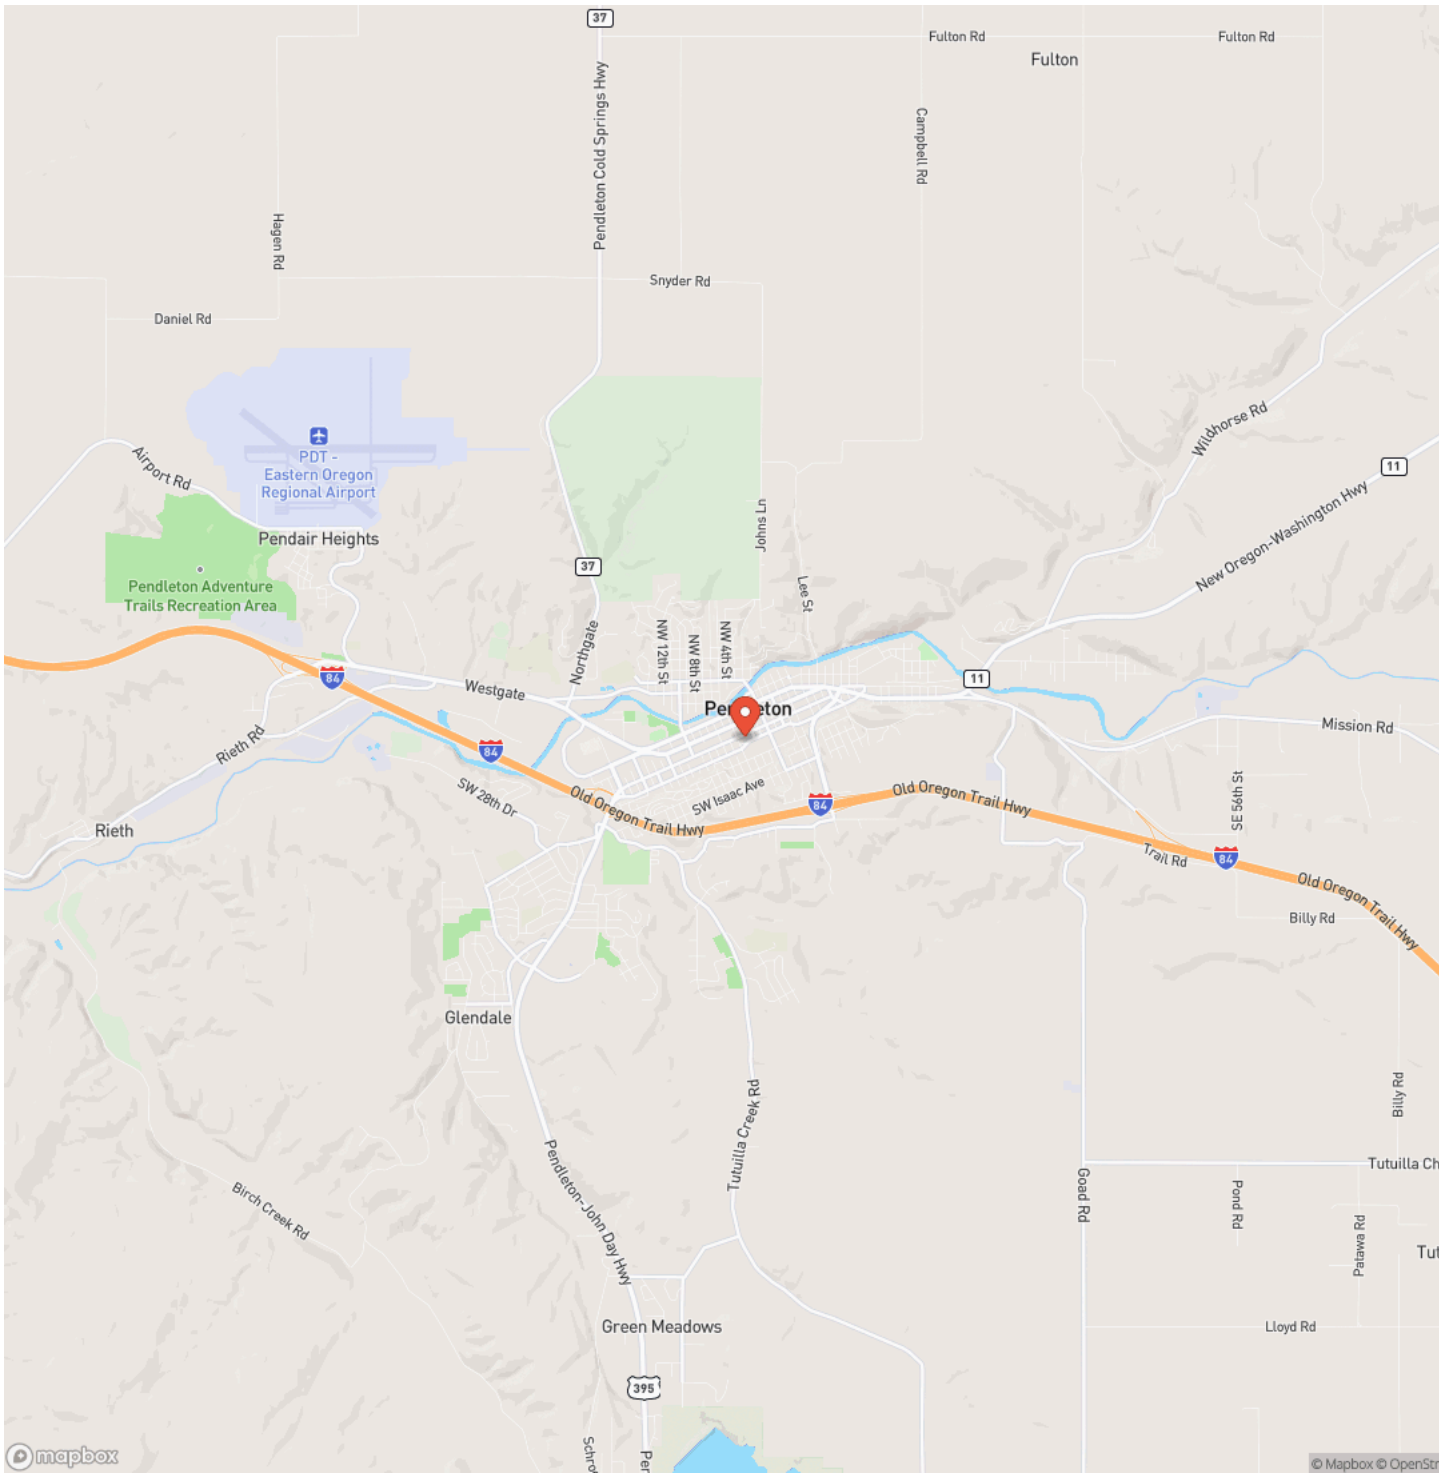 37
Fulton Rd
Fulton Rd
Fulton
Pendleton Cold Springs Hwy
Campbell Rd
Hagen Rd
Snyder Rd
Daniel Rd
Wildhorse Rd
PDT -
Eastern Oregon
Regional Airport
Airport Rd
11
New Oregon-Washington Hwy
Johns Ln
Pendair Heights
37
Pendleton Adventure
Trails Recreation Area
Lee St
NW 12th St
NW 8th St
NW 4th St
Northgate
84
Westgate
11
Pendleton
Mission Rd
Rieth Rd
84
SW 28th Dr
Old Oregon Trail Hwy
SW Isaac Ave
84
Old Oregon Trail Hwy
SE 56th St
Rieth
Trail Rd
84
Old Oregon Trail Hwy
Billy Rd
Glendale
Tutuilla Creek Rd
Billy Rd
Pendleton-John Day Hwy
Birch Creek Rd
Goad Rd
Tutuilla Ch
Pond Rd
Patawa Rd
Tut
Green Meadows
Lloyd Rd
395
Schro
Per
mapbox
© Mapbox © OpenStr